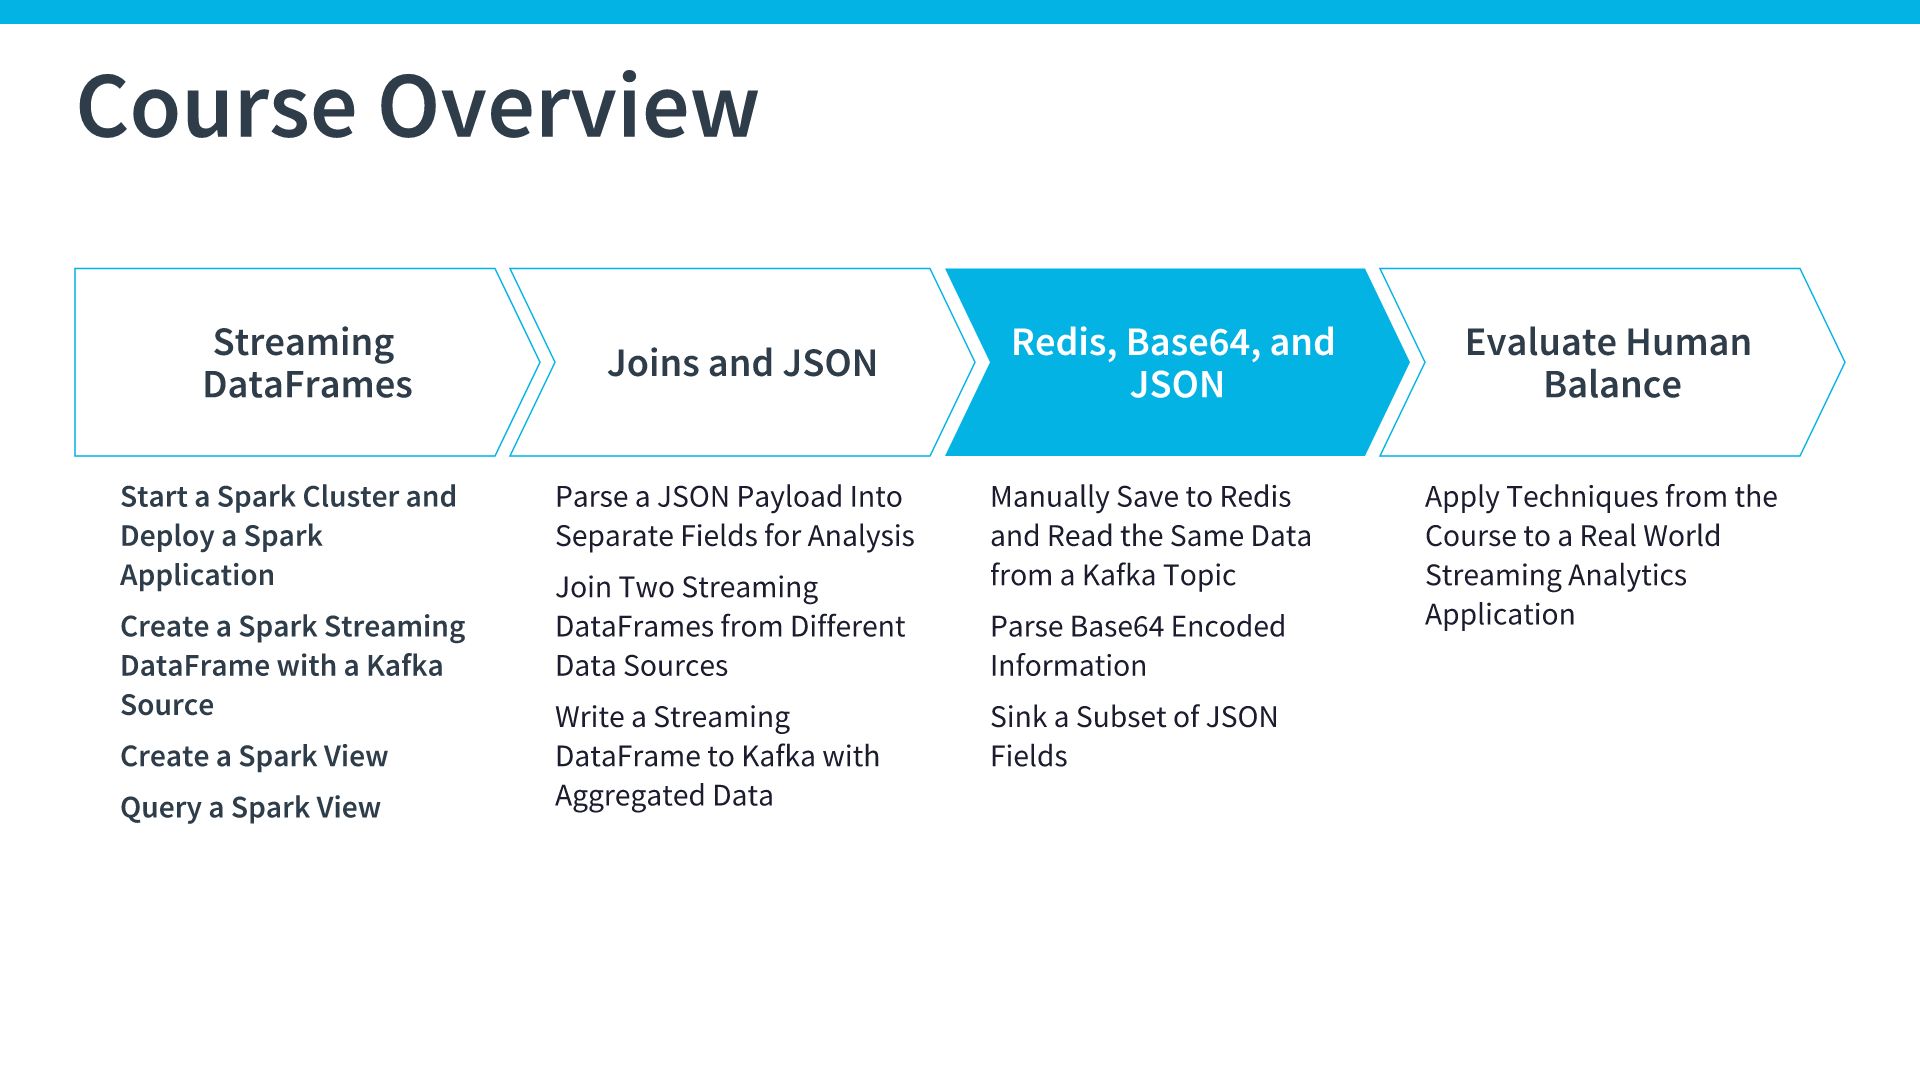 Course Overview
Streaming
DataFrames
Joins and JSON
Redis, Base64, and
JSON
Evaluate Human
Balance
Start a Spark Cluster and
Deploy a Spark
Application
Create a Spark Streaming
DataFrame with a Kafka
Source
Create a Spark View
Query a Spark View
Parse a JSON Payload Into
Separate Fields for Analysis
Join Two Streaming
DataFrames from Different
Data Sources
Write a Streaming
DataFrame to Kafka with
Aggregated Data
Manually Save to Redis
and Read the Same Data
from a Kafka Topic
Parse Base64 Encoded
Information
Sink a Subset of JSON
Fields
Apply Techniques from the
Course to a Real World
Streaming Analytics
Application